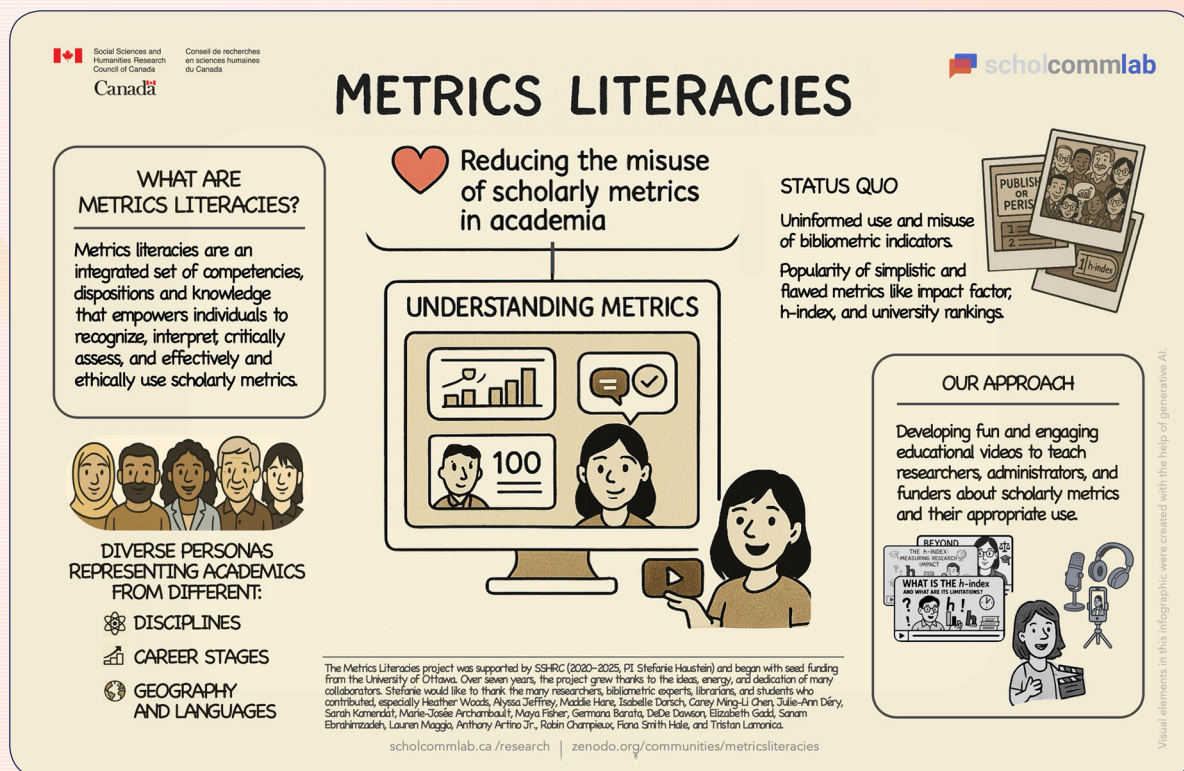 Social Sciences and
Humanities Research
Council of Canada
Conseil de recherches
en sciences humaines
du Canada
Canada
scholcommlab
METRICS LITERACIES
Reducing the misuse
of scholarly metrics
in academia
WHAT ARE
METRICS LITERACIES?
Metrics literacies are an
integrated set of competencies,
dispositions and knowledge
that empowers individuals to
recognize, interpret, critically
assess, and effectively and
ethically use scholarly metrics.
DIVERSE PERSONAS
REPRESENTING ACADEMICS
FROM DIFFERENT:
DISCIPLINES
CAREER STAGES
GEOGRAPHY
AND LANGUAGES
UNDERSTANDING METRICS
100
STATUS QUO
Uninformed use and misuse
of bibliometric indicators.
Popularity of simplistic and
flawed metrics like impact factor,
h-index, and university rankings.
PUBLISH
OR
PERIS
1
2
1 h-index
OUR APPROACH
Developing fun and engaging
educational videos to teach
researchers, administrators, and
funders about scholarly metrics
and their appropriate use.
BEYOND
THE h-INDEX:
MEASURING RESEARCH
IMPACT
WHAT IS THE h-index
AND WHAT ARE ITS LIMITATIONS?
? h !
Visual elements in this infographic were created with the help of generative AI.
The Metrics Literacies project was supported by SSHRC (2020-2025, PI Stefanie Haustein) and began with seed funding
from the University of Ottawa. Over seven years, the project grew thanks to the ideas, energy, and dedication of many
collaborators. Stefanie would like to thank the many researchers, bibliometric experts, librarians, and students who
contributed, especially Heather Woods, Alyssa Jeffrey, Maddie Hare, Isabelle Dorsch, Carey Ming-Li Chen, Julie-Ann Déry,
Sarah Kamendat, Marie-Josée Archambault, Maya Fisher, Germana Barata, DeDe Dawson, Elizabeth Gadd, Sanam
Ebrahimzadeh, Lauren Maggio, Anthony Artino Jr., Robin Champieux, Fiona Smith Hale, and Tristan Lamonica.
scholcommlab.ca /research | zenodo.org/communities/metricsliteracies